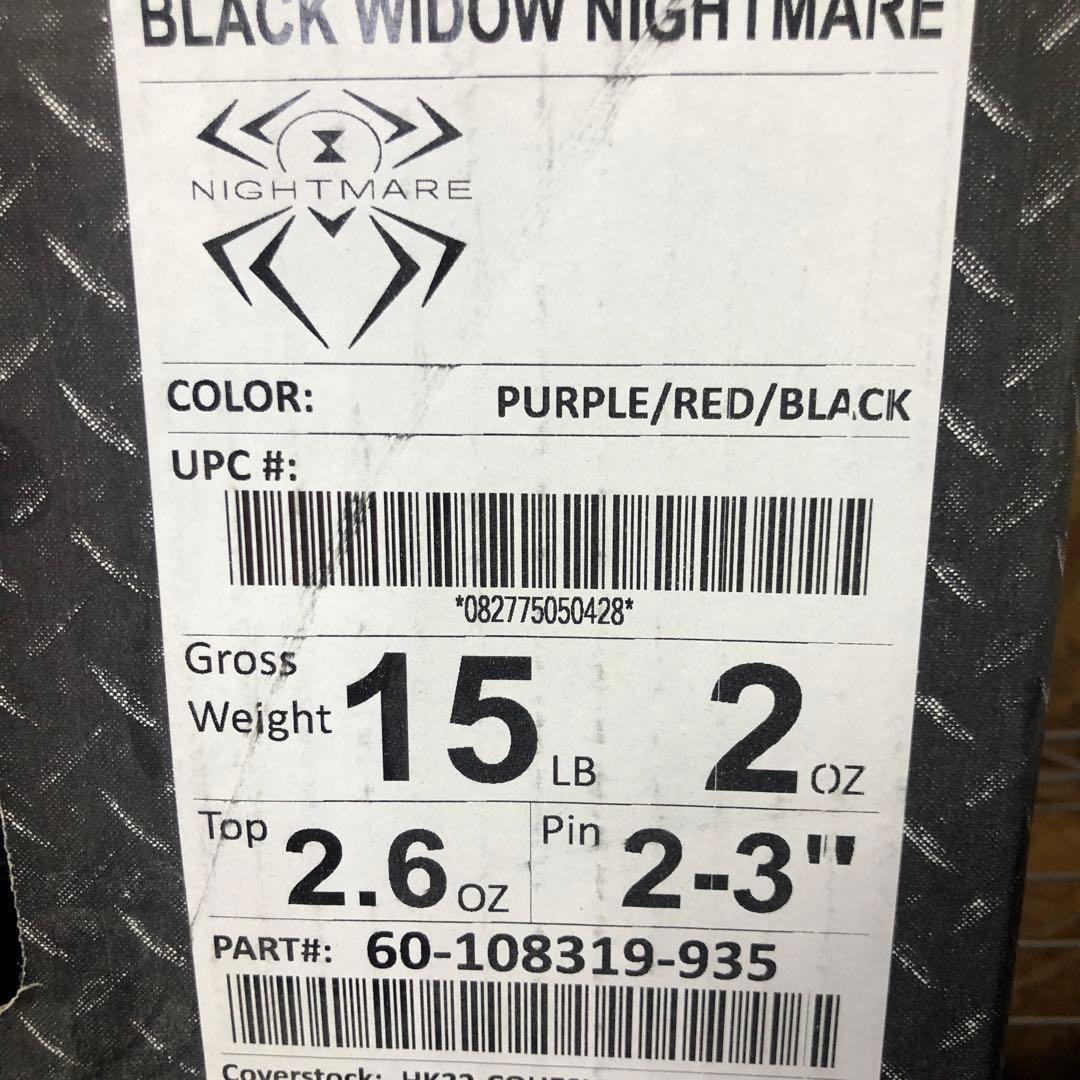 BLACK WIDOW NIGHTMARE
NIGHTMARE
COLOR: PURPLE/RED/BLACK
UPC #:
*082775050428*
Gross
Weight 15 LB 2 OZ
Top 2.6 OZ Pin 2-3"
PART#: 60-108319-935
Coverstock: